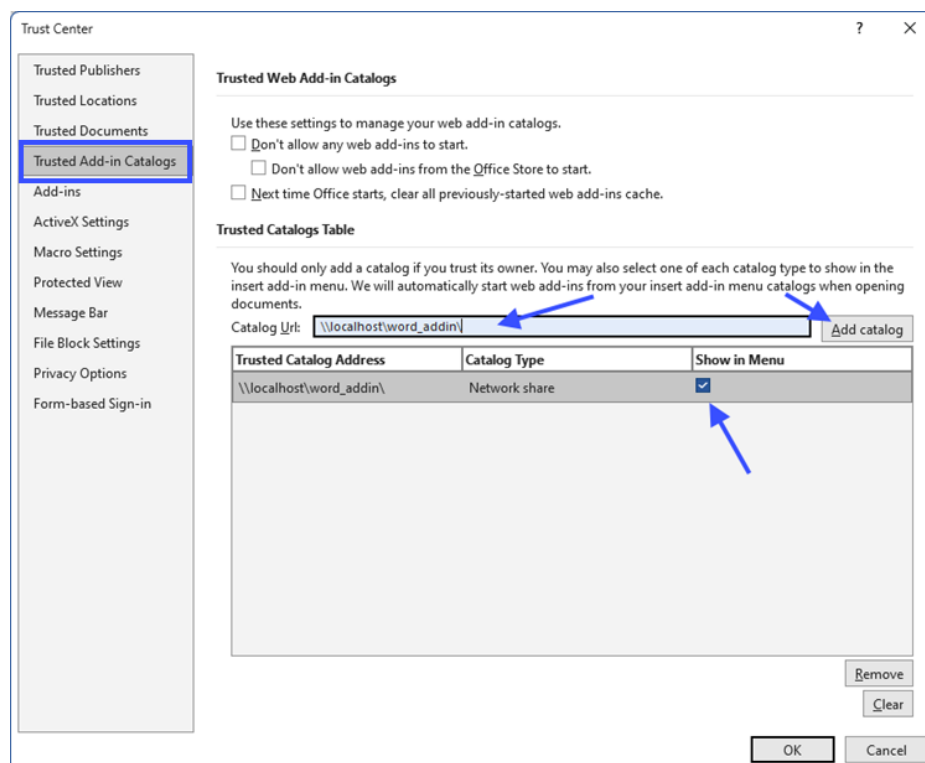 Trust Center
?
Trusted Publishers
Trusted Locations
Trusted Documents
Trusted Add-in Catalogs
Add-ins
ActiveX Settings
Macro Settings
Protected View
Message Bar
File Block Settings
Privacy Options
Form-based Sign-in
Trusted Web Add-in Catalogs
Use these settings to manage your web add-in catalogs.
Don't allow any web add-ins to start.
Don't allow web add-ins from the Office Store to start.
Next time Office starts, clear all previously-started web add-ins cache.
Trusted Catalogs Table
You should only add a catalog if you trust its owner. You may also select one of each catalog type to show in the
insert add-in menu. We will automatically start web add-ins from your insert add-in menu catalogs when opening
documents.
Catalog Url: \\localhost\word_addin\ Add catalog
Trusted Catalog Address Catalog Type Show in Menu
\\localhost\word_addin\ Network share
Remove
Clear
OK Cancel